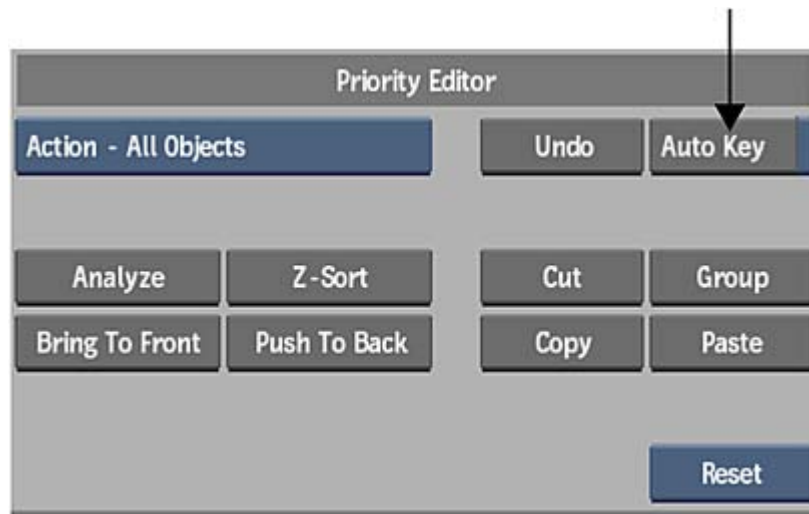 Priority Editor
Action - All Objects
Undo
Auto Key
Analyze
Z-Sort
Cut
Group
Bring To Front
Push To Back
Copy
Paste
Reset